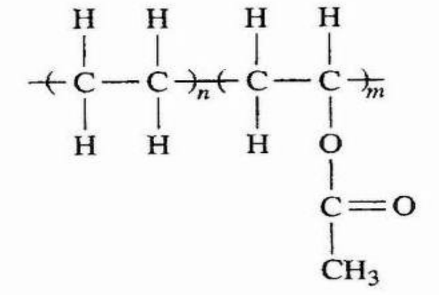 H H H H
-(C-C-)n(-C-C-)m
H H H O
C=O
CH3